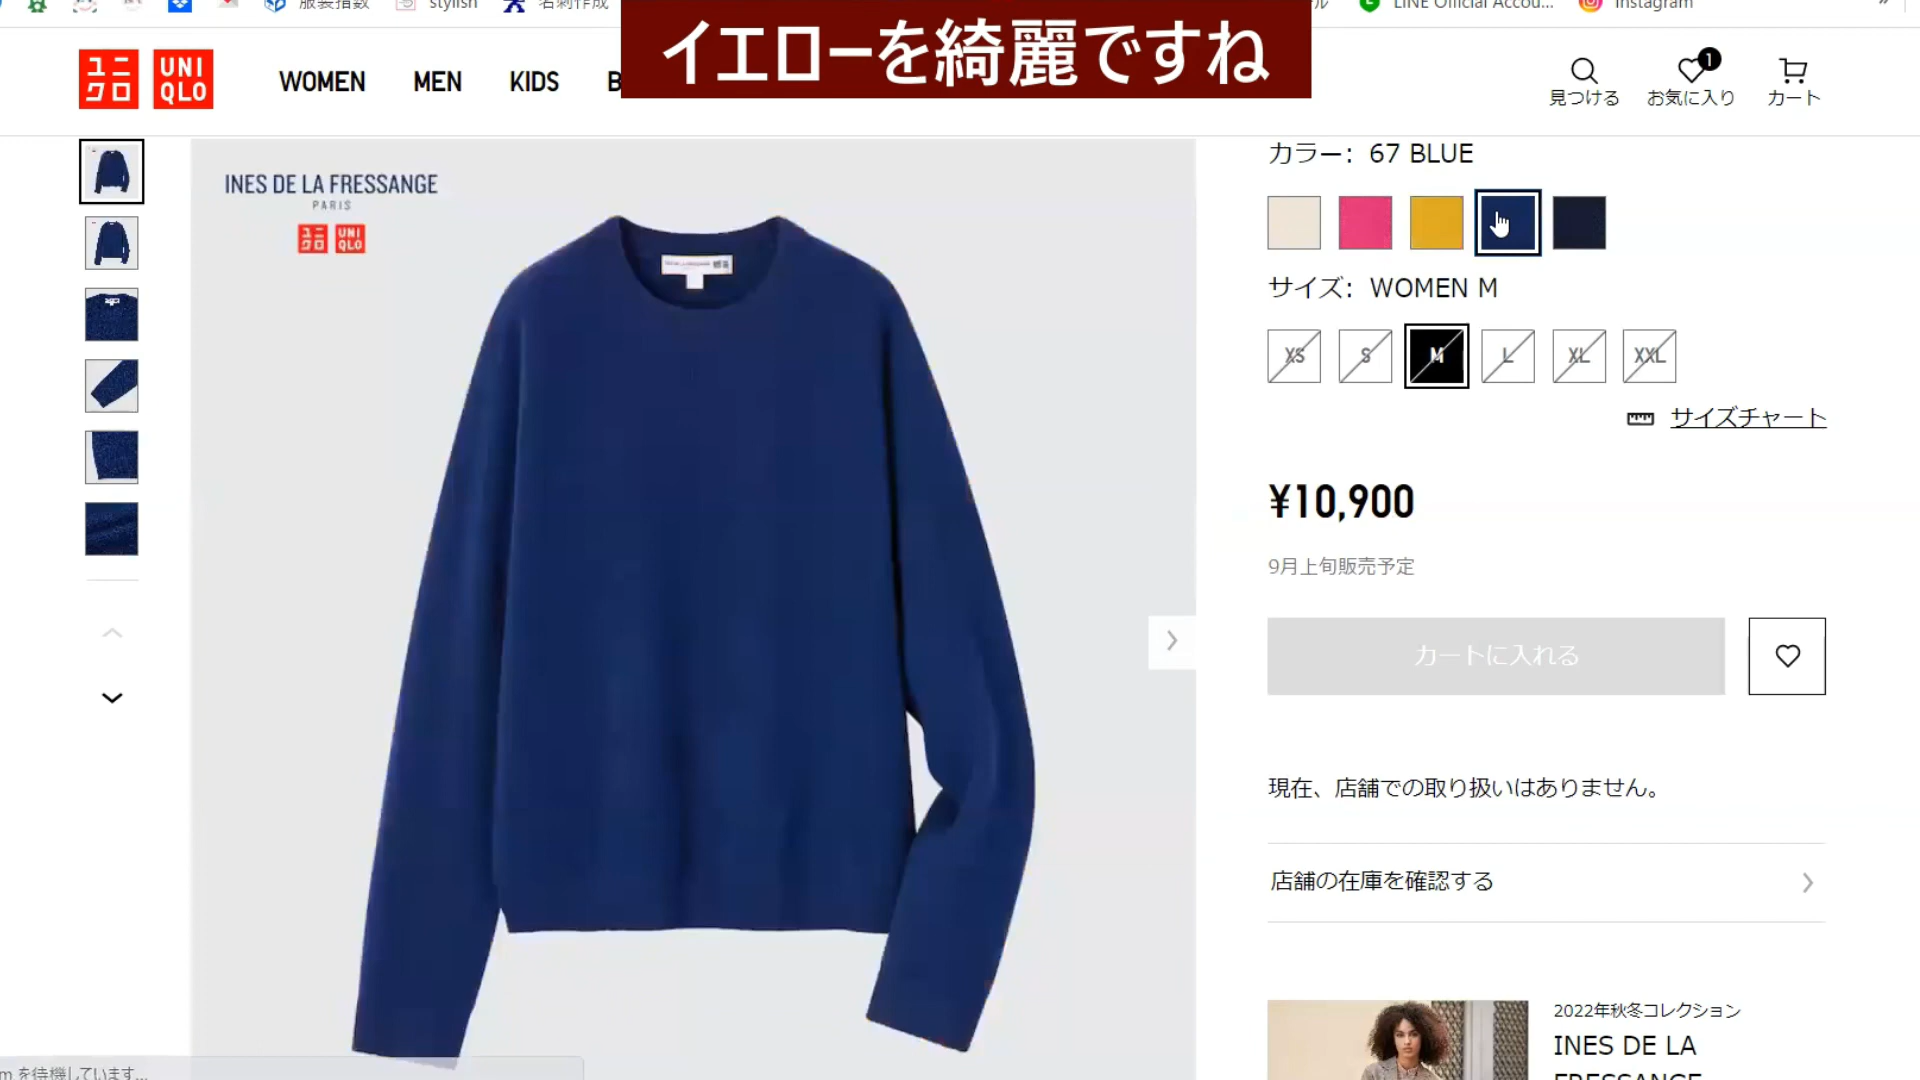 服装指数
stylish
名刺作成
LINE Official Accou...
Instagram
イエローを綺麗ですね
ユニクロ
UNIQLO
WOMEN
MEN
KIDS
1
見つける
お気に入り
カート
INES DE LA FRESSANGE
PARIS
ユニクロ
UNIQLO
カラー: 67 BLUE
サイズ: WOMEN M
XS
S
M
L
XL
XXL
サイズチャート
¥10,900
9月上旬販売予定
カートに入れる
現在、店舗での取り扱いはありません。
店舗の在庫を確認する
2022年秋冬コレクション
INES DE LA
FRESSANGE
を待機しています...